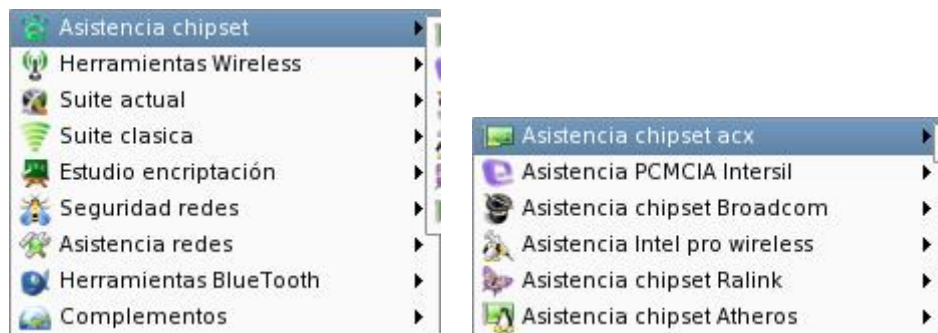 Asistencia chipset
Herramientas Wireless
Suite actual
Suite clasica
Estudio encriptación
Seguridad redes
Asistencia redes
Herramientas BlueTooth
Complementos
Asistencia chipset acx
Asistencia PCMCIA Intersil
Asistencia chipset Broadcom
Asistencia Intel pro wireless
Asistencia chipset Ralink
Asistencia chipset Atheros